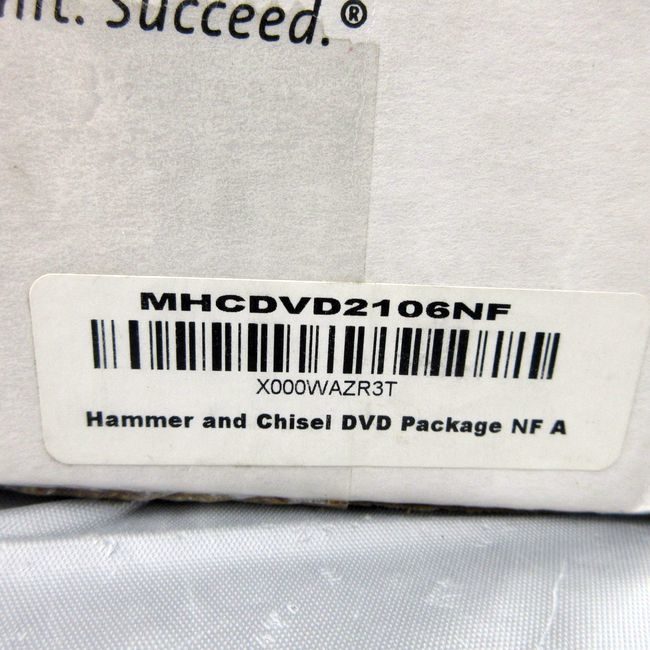 Succeed.®
MHCDVD2106NF
X000WAZR3T
Hammer and Chisel DVD Package NF A